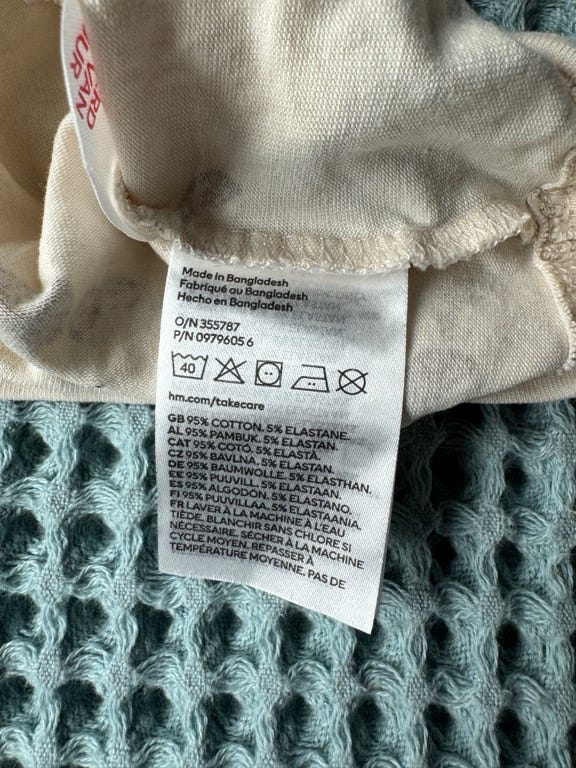 Made in Bangladesh
Fabriqué au Bangladesh
Hecho en Bangladesh
O/N 355787
P/N 0979605 6
40
hm.com/takecare
GB 95% COTTON. 5% ELASTANE.
AL 95% PAMBUK. 5% ELASTAN.
CAT 95% COTÓ. 5% ELASTÀ.
CZ 95% BAVLNA. 5% ELASTAN.
DE 95% BAUMWOLLE. 5% ELASTHAN.
EE 95% PUUVILL. 5% ELASTAAN.
ES 95% ALGODÓN. 5% ELASTANO.
FI 95% PUUVILLAA. 5% ELASTAANIA.
FR LAVER À LA MACHINE À L'EAU
TIÈDE. BLANCHIR SANS CHLORE SI
NÉCESSAIRE. SÉCHER À LA MACHINE
CYCLE MOYEN. REPASSER À
TEMPÉRATURE MOYENNE. PAS DE